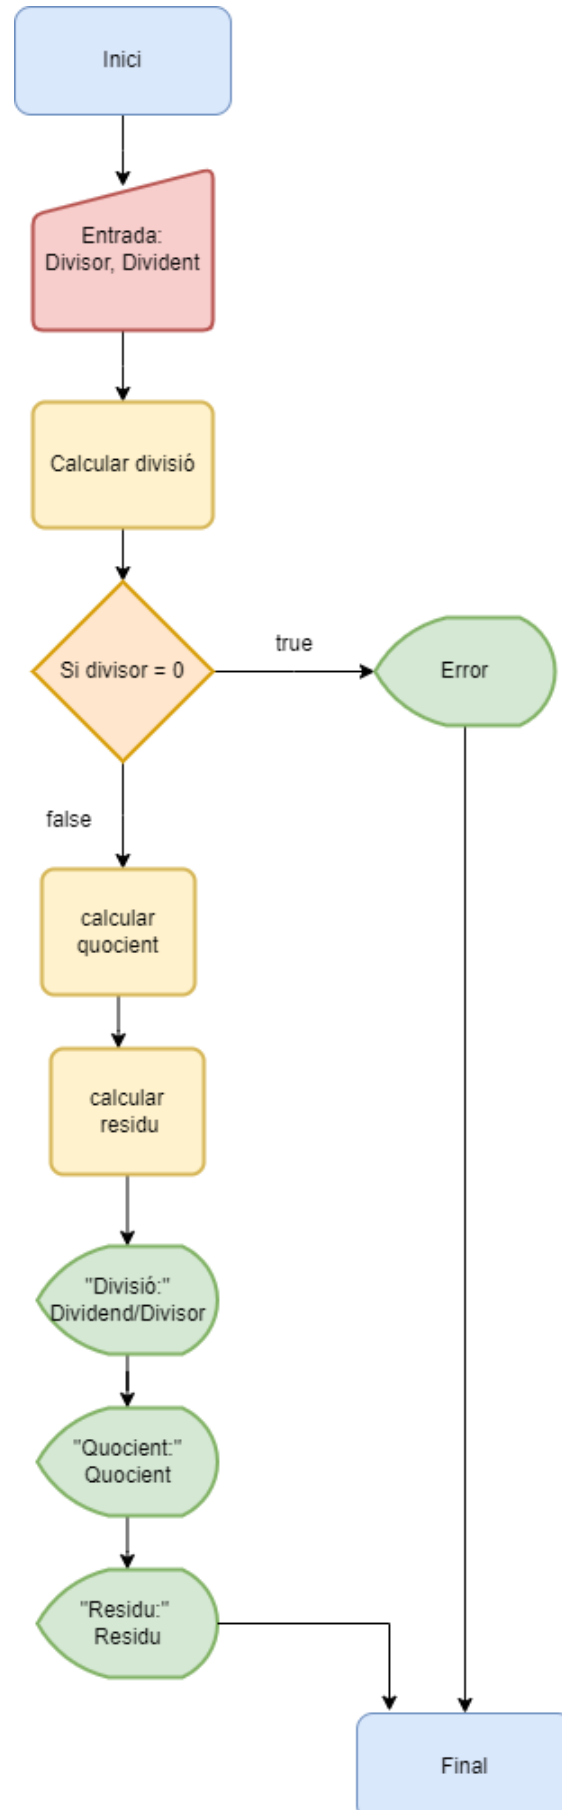 Inici
Entrada:
Divisor, Divident
Calcular divisió
Si divisor = 0
true
Error
false
calcular
quocient
calcular
residu
"Divisió:"
Dividend/Divisor
"Quocient:"
Quocient
"Residu:"
Residu
Final